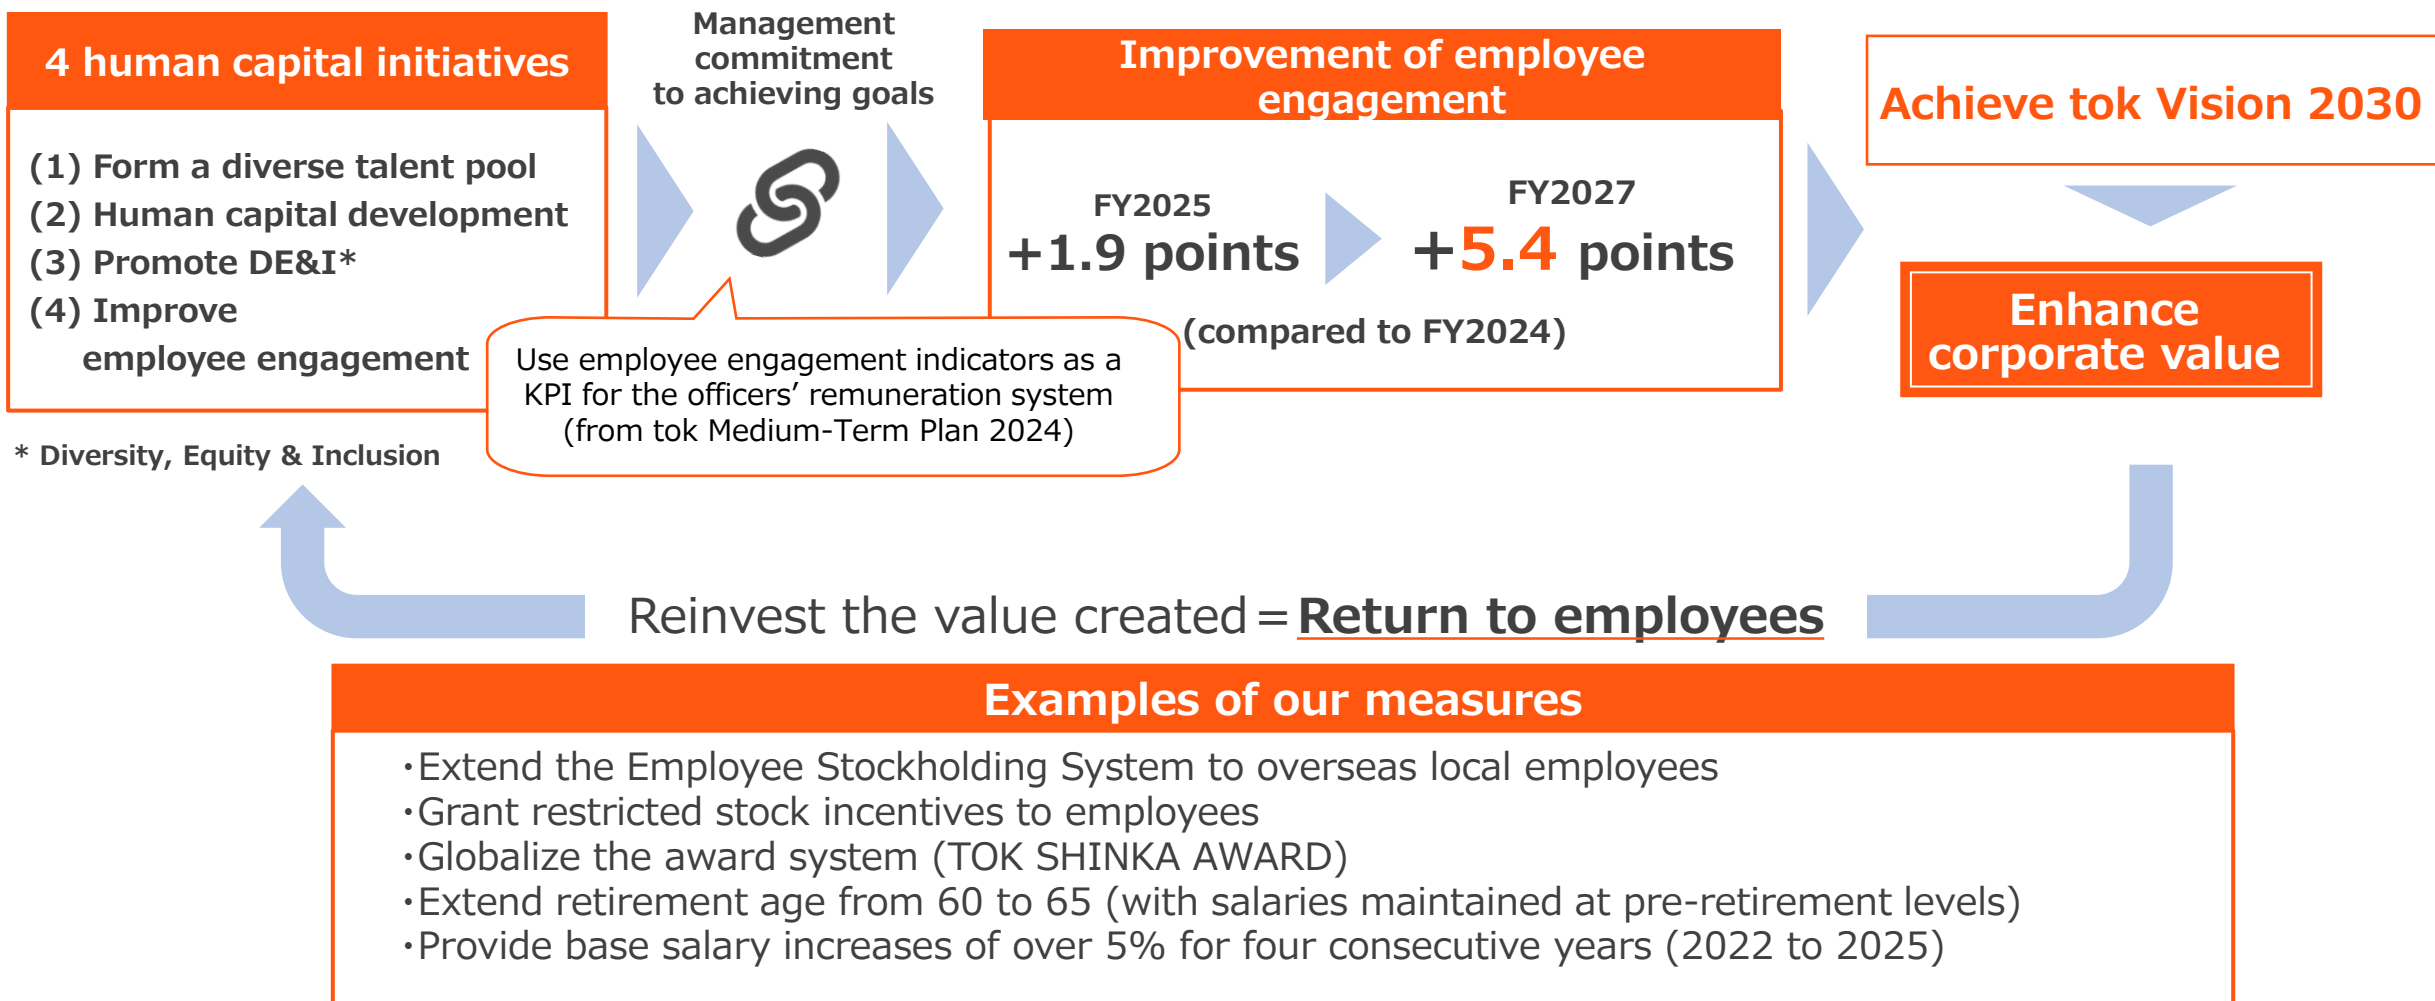 4 human capital initiatives
(1) Form a diverse talent pool
(2) Human capital development
(3) Promote DE&I*
(4) Improve
employee engagement
* Diversity, Equity & Inclusion
Management
commitment
to achieving goals
Use employee engagement indicators as a
KPI for the officers’ remuneration system
(from tok Medium-Term Plan 2024)
Improvement of employee
engagement
FY2025
+1.9 points
FY2027
+5.4 points
(compared to FY2024)
Achieve tok Vision 2030
Enhance
corporate value
Reinvest the value created=Return to employees
Examples of our measures
・Extend the Employee Stockholding System to overseas local employees
・Grant restricted stock incentives to employees
・Globalize the award system (TOK SHINKA AWARD)
・Extend retirement age from 60 to 65 (with salaries maintained at pre-retirement levels)
・Provide base salary increases of over 5% for four consecutive years (2022 to 2025)